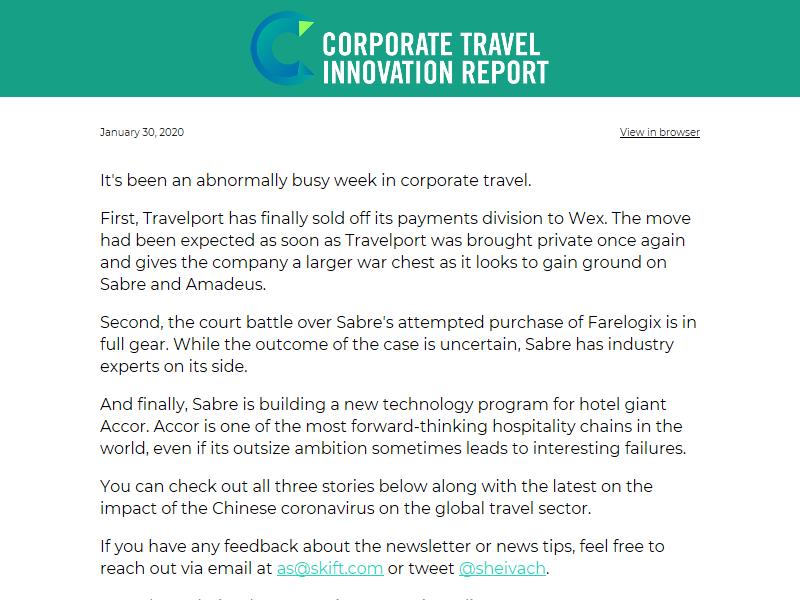 CORPORATE TRAVEL
INNOVATION REPORT
January 30, 2020
View in browser
It's been an abnormally busy week in corporate travel.
First, Travelport has finally sold off its payments division to Wex. The move
had been expected as soon as Travelport was brought private once again
and gives the company a larger war chest as it looks to gain ground on
Sabre and Amadeus.
Second, the court battle over Sabre's attempted purchase of Farelogix is in
full gear. While the outcome of the case is uncertain, Sabre has industry
experts on its side.
And finally, Sabre is building a new technology program for hotel giant
Accor. Accor is one of the most forward-thinking hospitality chains in the
world, even if its outsize ambition sometimes leads to interesting failures.
You can check out all three stories below along with the latest on the
impact of the Chinese coronavirus on the global travel sector.
If you have any feedback about the newsletter or news tips, feel free to
reach out via email at as@skift.com or tweet @sheivach.